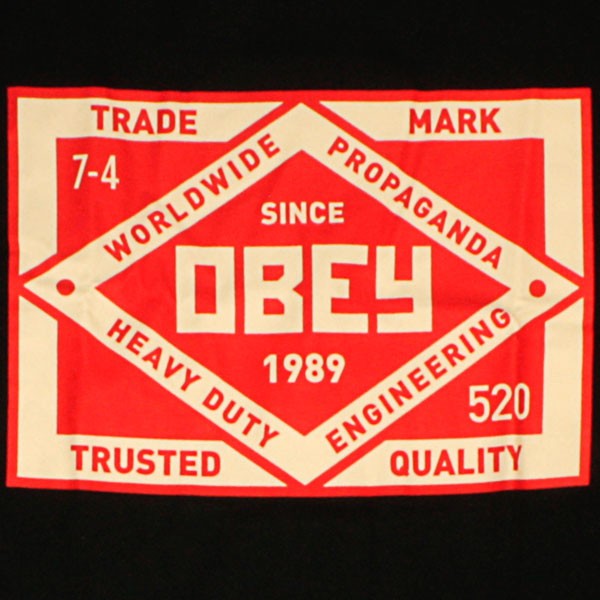 TRADE MARK
7-4
WORLDWIDE PROPAGANDA
SINCE
OBEY
1989
HEAVY DUTY ENGINEERING
520
TRUSTED QUALITY